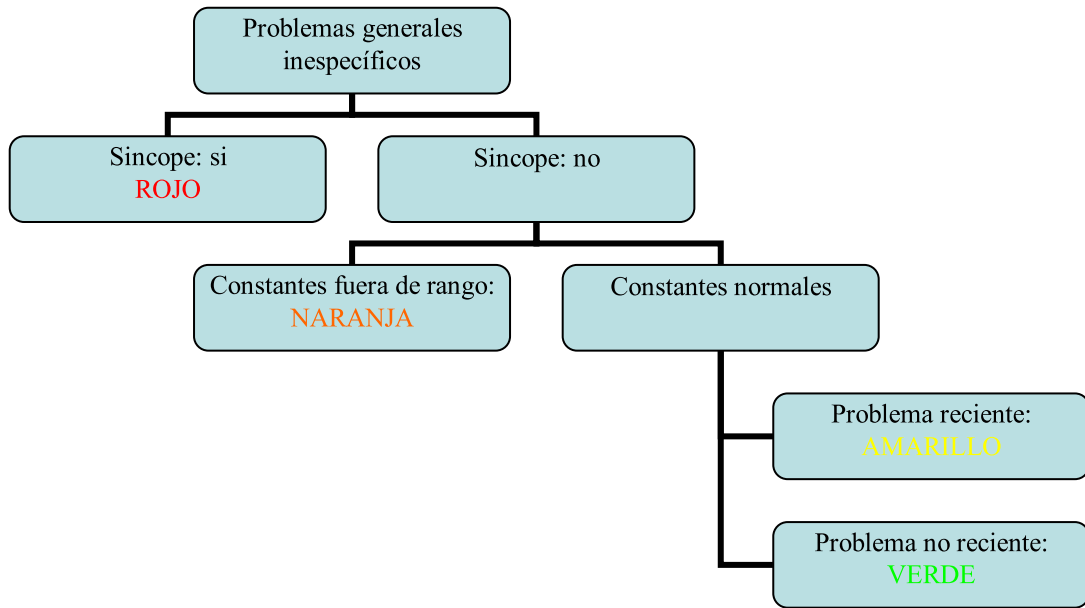 Problemas generales
inespecíficos
Sincope: si
ROJO
Sincope: no
Constantes fuera de rango:
NARANJA
Constantes normales
Problema reciente:
AMARILLO
Problema no reciente:
VERDE